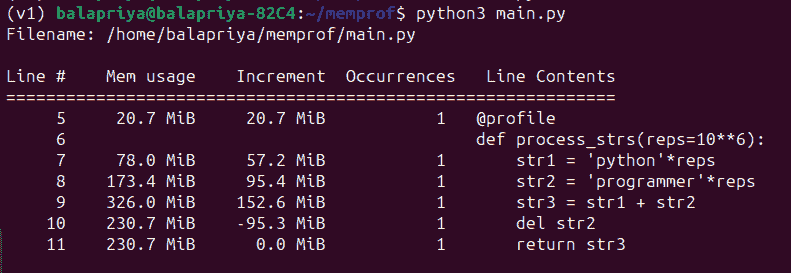 (v1) balapriya@balapriya-82C4:~/memprof$ python3 main.py
Filename: /home/balapriya/memprof/main.py
Line # Mem usage Increment Occurrences Line Contents
=============================================================
5 20.7 MiB 20.7 MiB 1 @profile
6 def process_strs(reps=10**6):
7 78.0 MiB 57.2 MiB 1 str1 = 'python'*reps
8 173.4 MiB 95.4 MiB 1 str2 = 'programmer'*reps
9 326.0 MiB 152.6 MiB 1 str3 = str1 + str2
10 230.7 MiB -95.3 MiB 1 del str2
11 230.7 MiB 0.0 MiB 1 return str3